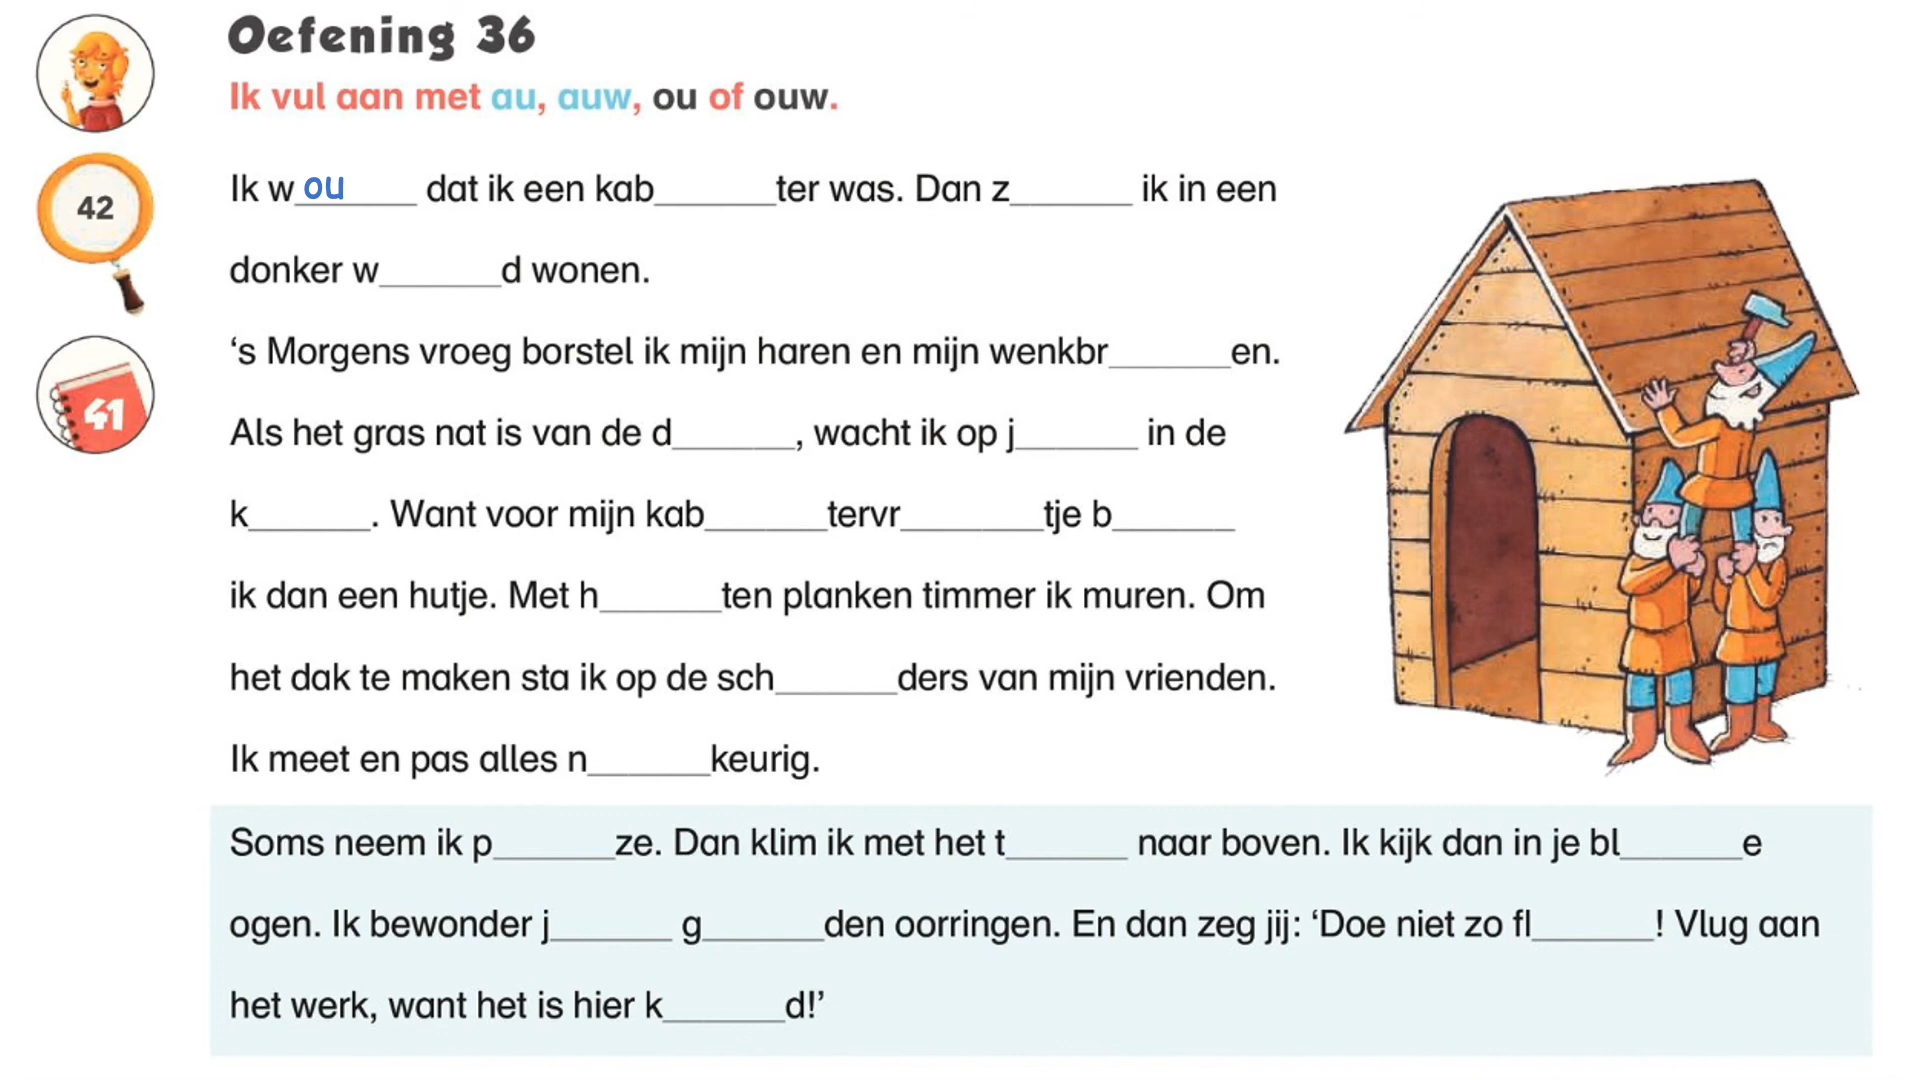 Oefening 36
Ik vul aan met au, auw, ou of ouw.
42
41
Ik w ou dat ik een kab______ter was. Dan z______ ik in een
donker w______d wonen.
‘s Morgens vroeg borstel ik mijn haren en mijn wenkbr______en.
Als het gras nat is van de d______, wacht ik op j______ in de
k______. Want voor mijn kab______tervr_______tje b______
ik dan een hutje. Met h______ten planken timmer ik muren. Om
het dak te maken sta ik op de sch______ders van mijn vrienden.
Ik meet en pas alles n______keurig.
Soms neem ik p______ze. Dan klim ik met het t______ naar boven. Ik kijk dan in je bl______e
ogen. Ik bewonder j______ g______den oorringen. En dan zeg jij: ‘Doe niet zo fl______! Vlug aan
het werk, want het is hier k______d!’